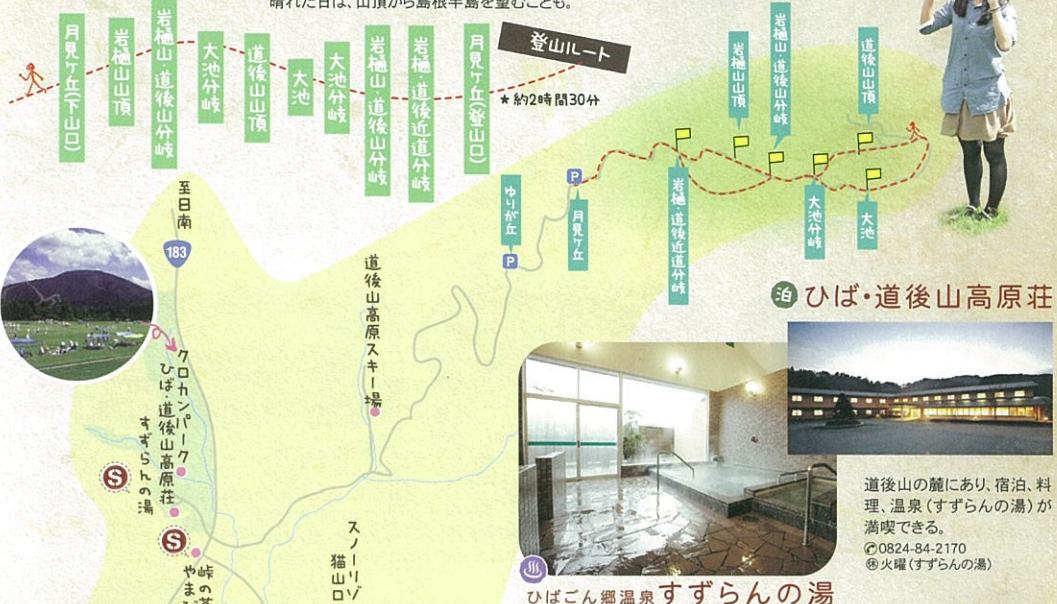 晴れた日は、山頂から島根半島を望むことも。
登山ルート
★約2時間30分
月見ヶ丘(登山口)
岩樋・道後近道分岐
岩樋山・道後山分岐
大池分岐
大池
道後山山頂
大池分岐
岩樋山・道後山分岐
岩樋山山頂
月見ヶ丘(下山口)
岩樋山山頂
岩樋山・道後山分岐
道後山山頂
ゆりが丘
P
P
月見ヶ丘
岩樋・道後近道分岐
大池分岐
大池
至日南
183
道後山高原スキー場
クロカンパーク
ひば・道後山高原荘
すずらんの湯
S
S
峠の茶
やまび
スノーリゾ
猫山
泊 ひば・道後山高原荘
道後山の麓にあり、宿泊、料
理、温泉(すずらんの湯)が
満喫できる。
✆0824-84-2170
休火曜(すずらんの湯)
ひばごん郷温泉 すずらんの湯